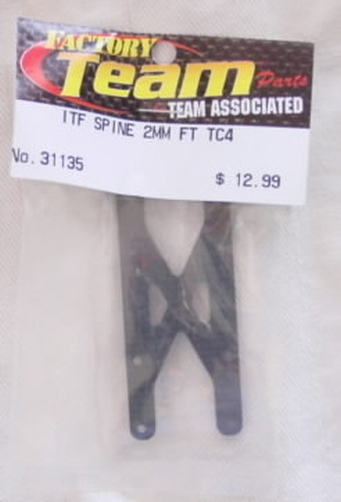 FACTORY
Team Parts
TEAM ASSOCIATED
ITF SPINE 2MM FT TC4
No. 31135
$ 12.99